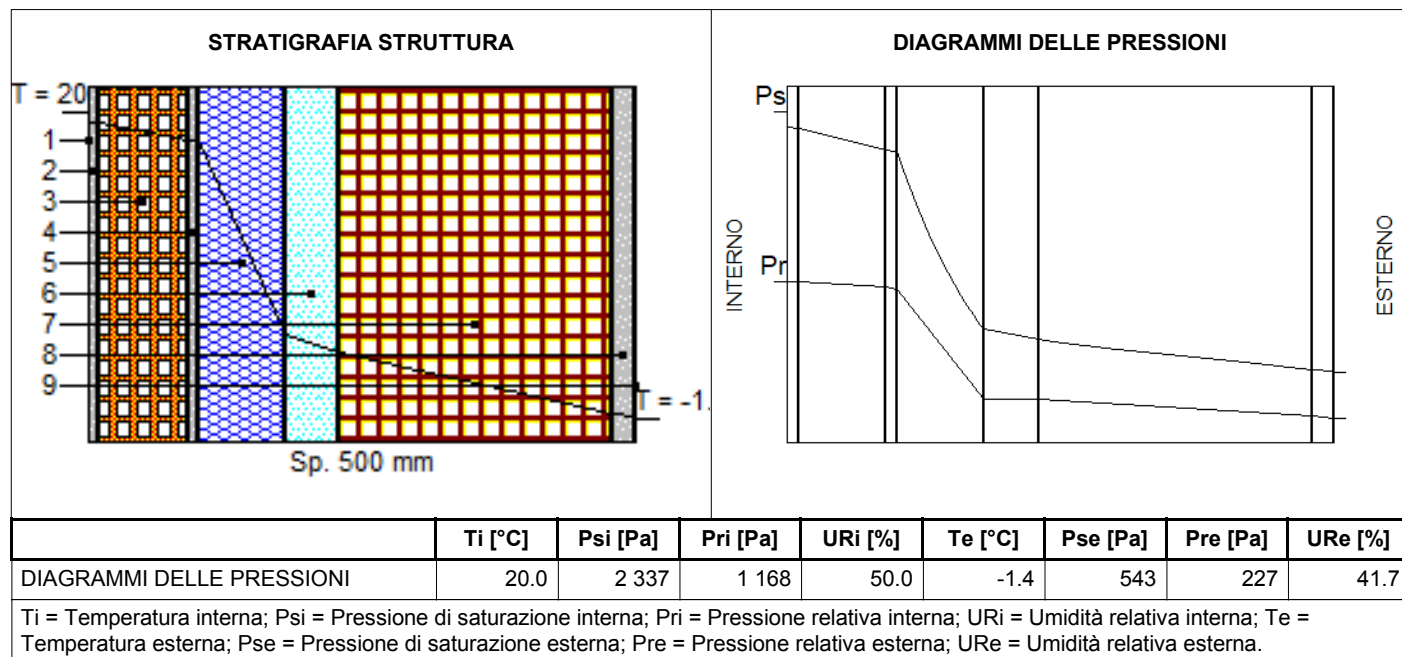 STRATIGRAFIA STRUTTURA
T = 20
1
2
3
4
5
6
7
8
9
T = -1.
Sp. 500 mm
DIAGRAMMI DELLE PRESSIONI
Ps
Pr
INTERNO
ESTERNO
Ti [°C] Psi [Pa] Pri [Pa] URi [%] Te [°C] Pse [Pa] Pre [Pa] URe [%]
DIAGRAMMI DELLE PRESSIONI 20.0 2 337 1 168 50.0 -1.4 543 227 41.7
Ti = Temperatura interna; Psi = Pressione di saturazione interna; Pri = Pressione relativa interna; URi = Umidità relativa interna; Te =
Temperatura esterna; Pse = Pressione di saturazione esterna; Pre = Pressione relativa esterna; URe = Umidità relativa esterna.